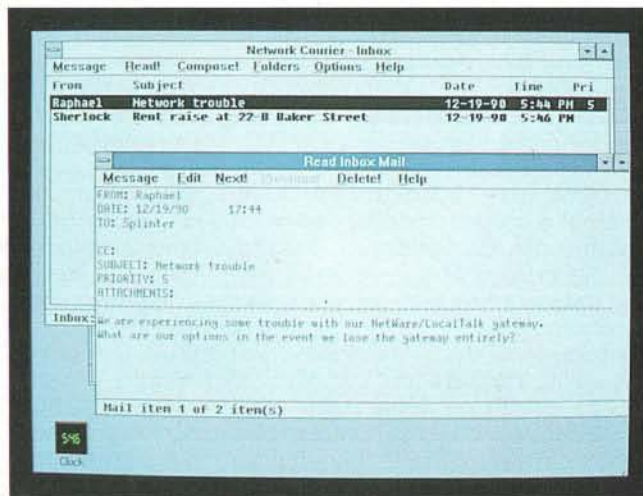 Network Courier - Inbox
Message Read! Compose! Folders Options Help
From Subject Date Time Pri
Raphael Network trouble 12-19-90 5:44 PM 5
Sherlock Rent raise at 22-B Baker Street 12-19-90 5:46 PM
Read Inbox Mail
Message Edit Next! Previous! Delete! Help
FROM: Raphael
DATE: 12/19/90 17:44
TO: Splinter
CC:
SUBJECT: Network trouble
PRIORITY: 5
ATTACHMENTS:
Inbox:
We are experiencing some trouble with our NetWare/LocalTalk gateway.
What are our options in the event we lose the gateway entirely?
Mail item 1 of 2 item(s)
5:46
Clock